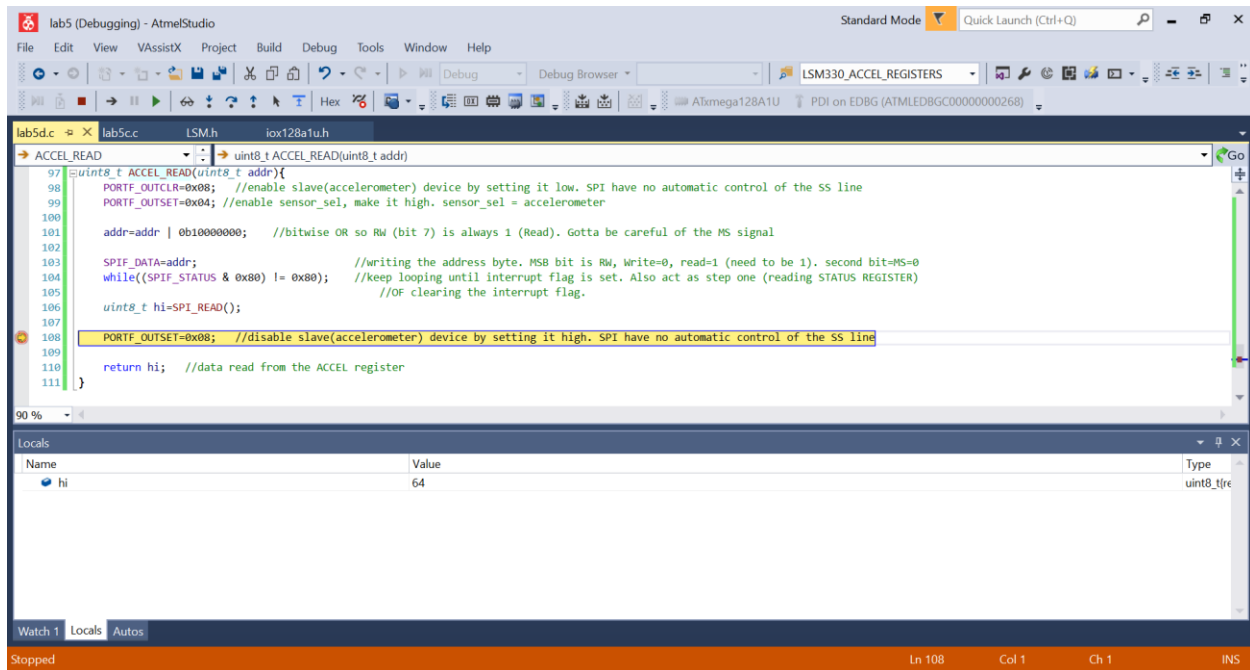 lab5 (Debugging) - AtmelStudio
Standard Mode
Quick Launch (Ctrl+Q)
File Edit View VAssistX Project Build Debug Tools Window Help
Debug Debug Browser LSM330_ACCEL_REGISTERS
Hex ATxmega128A1U PDI on EDBG (ATMLEDBGC00000000268)
lab5d.c lab5c.c LSM.h iox128a1u.h
ACCEL_READ uint8_t ACCEL_READ(uint8_t addr) Go
97 uint8_t ACCEL_READ(uint8_t addr){
98 PORTF_OUTCLR=0x08; //enable slave(accelerometer) device by setting it low. SPI have no automatic control of the SS line
99 PORTF_OUTSET=0x04; //enable sensor_sel, make it high. sensor_sel = accelerometer
100
101 addr=addr | 0b10000000; //bitwise OR so RW (bit 7) is always 1 (Read). Gotta be careful of the MS signal
102
103 SPIF_DATA=addr; //writing the address byte. MSB bit is RW, Write=0, read=1 (need to be 1). second bit=MS=0
104 while((SPIF_STATUS & 0x80) != 0x80); //keep looping until interrupt flag is set. Also act as step one (reading STATUS REGISTER)
105 //OF clearing the interrupt flag.
106 uint8_t hi=SPI_READ();
107
108 PORTF_OUTSET=0x08; //disable slave(accelerometer) device by setting it high. SPI have no automatic control of the SS line
109
110 return hi; //data read from the ACCEL register
111 }
90 %
Locals
Name Value Type
hi 64 uint8_t{re
Watch 1 Locals Autos
Stopped Ln 108 Col 1 Ch 1 INS